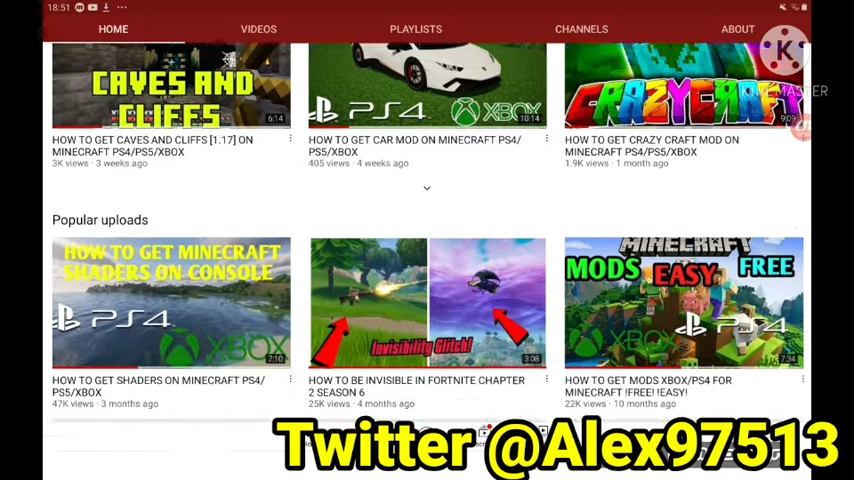 18:51
HOME VIDEOS PLAYLISTS CHANNELS ABOUT
K
KINEMASTER
CAVES AND
CLIFFS
6:14
PS4 XBOX
10:14
CRAZYCRAFT
9:09
HOW TO GET CAVES AND CLIFFS [1.17] ON
MINECRAFT PS4/PS5/XBOX
3K views · 3 weeks ago
HOW TO GET CAR MOD ON MINECRAFT PS4/
PS5/XBOX
405 views · 4 weeks ago
HOW TO GET CRAZY CRAFT MOD ON
MINECRAFT PS4/PS5/XBOX
1.9K views · 1 month ago
Popular uploads
HOW TO GET MINECRAFT
SHADERS ON CONSOLE
PS4
XBOX
7:10
Invisibility Glitch!
3:08
MINECRAFT
MODS EASY FREE
PS4
XBOX
7:34
HOW TO GET SHADERS ON MINECRAFT PS4/
PS5/XBOX
47K views · 3 months ago
HOW TO BE INVISIBLE IN FORTNITE CHAPTER
2 SEASON 6
25K views · 4 months ago
HOW TO GET MODS XBOX/PS4 FOR
MINECRAFT !FREE! !EASY!
22K views · 10 months ago
Twitter @Alex97513